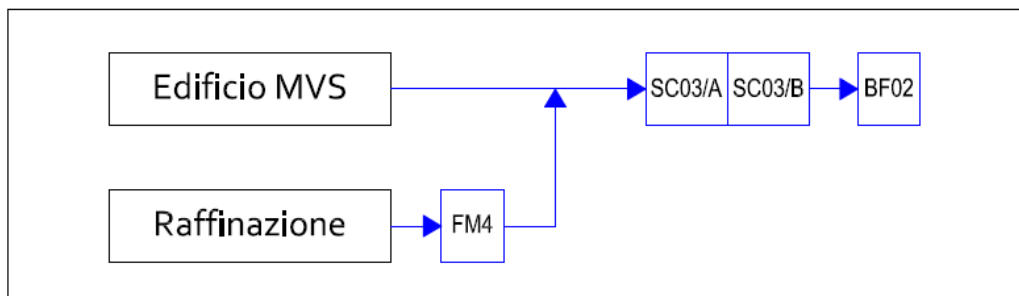 Edificio MVS
SC03/A
SC03/B
BF02
Raffinazione
FM4